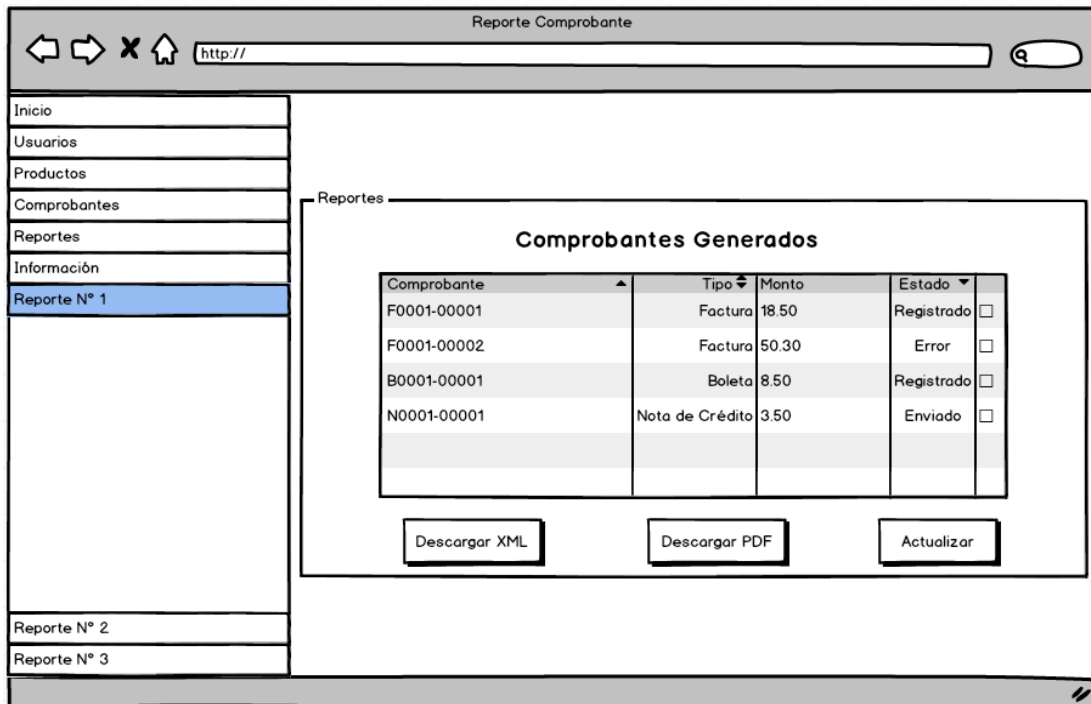 Reporte Comprobante
http://
Inicio
Usuarios
Productos
Comprobantes
Reportes
Información
Reporte N° 1
Reporte N° 2
Reporte N° 3
Reportes
Comprobantes Generados
Comprobante Tipo Monto Estado
F0001-00001 Factura 18.50 Registrado
F0001-00002 Factura 50.30 Error
B0001-00001 Boleta 8.50 Registrado
N0001-00001 Nota de Crédito 3.50 Enviado
Descargar XML Descargar PDF Actualizar